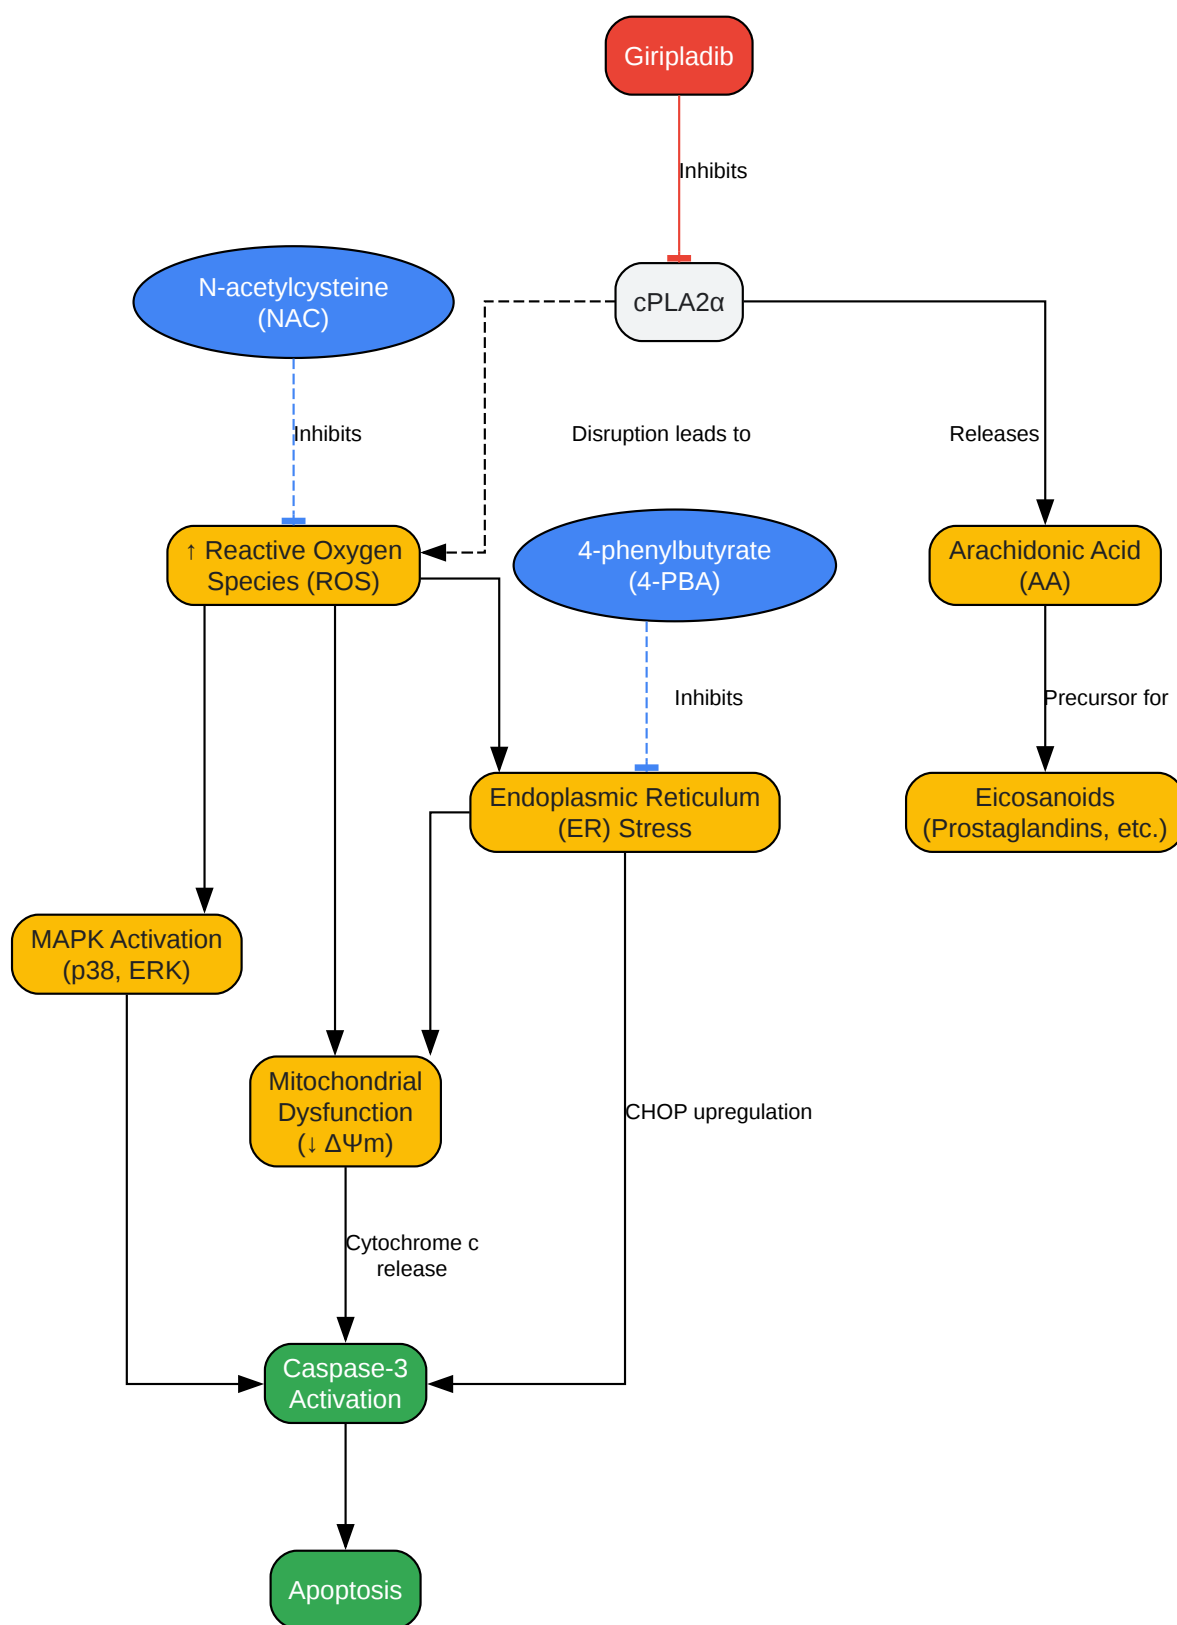 Giripladib
Inhibits
N-acetylcysteine
(NAC)
cPLA2α
Inhibits
Disruption leads to
Releases
↑ Reactive Oxygen
Species (ROS)
4-phenylbutyrate
(4-PBA)
Arachidonic Acid
(AA)
Inhibits
Precursor for
Endoplasmic Reticulum
(ER) Stress
Eicosanoids
(Prostaglandins, etc.)
MAPK Activation
(p38, ERK)
Mitochondrial
Dysfunction
(↓ ΔΨm)
CHOP upregulation
Cytochrome c
release
Caspase-3
Activation
Apoptosis